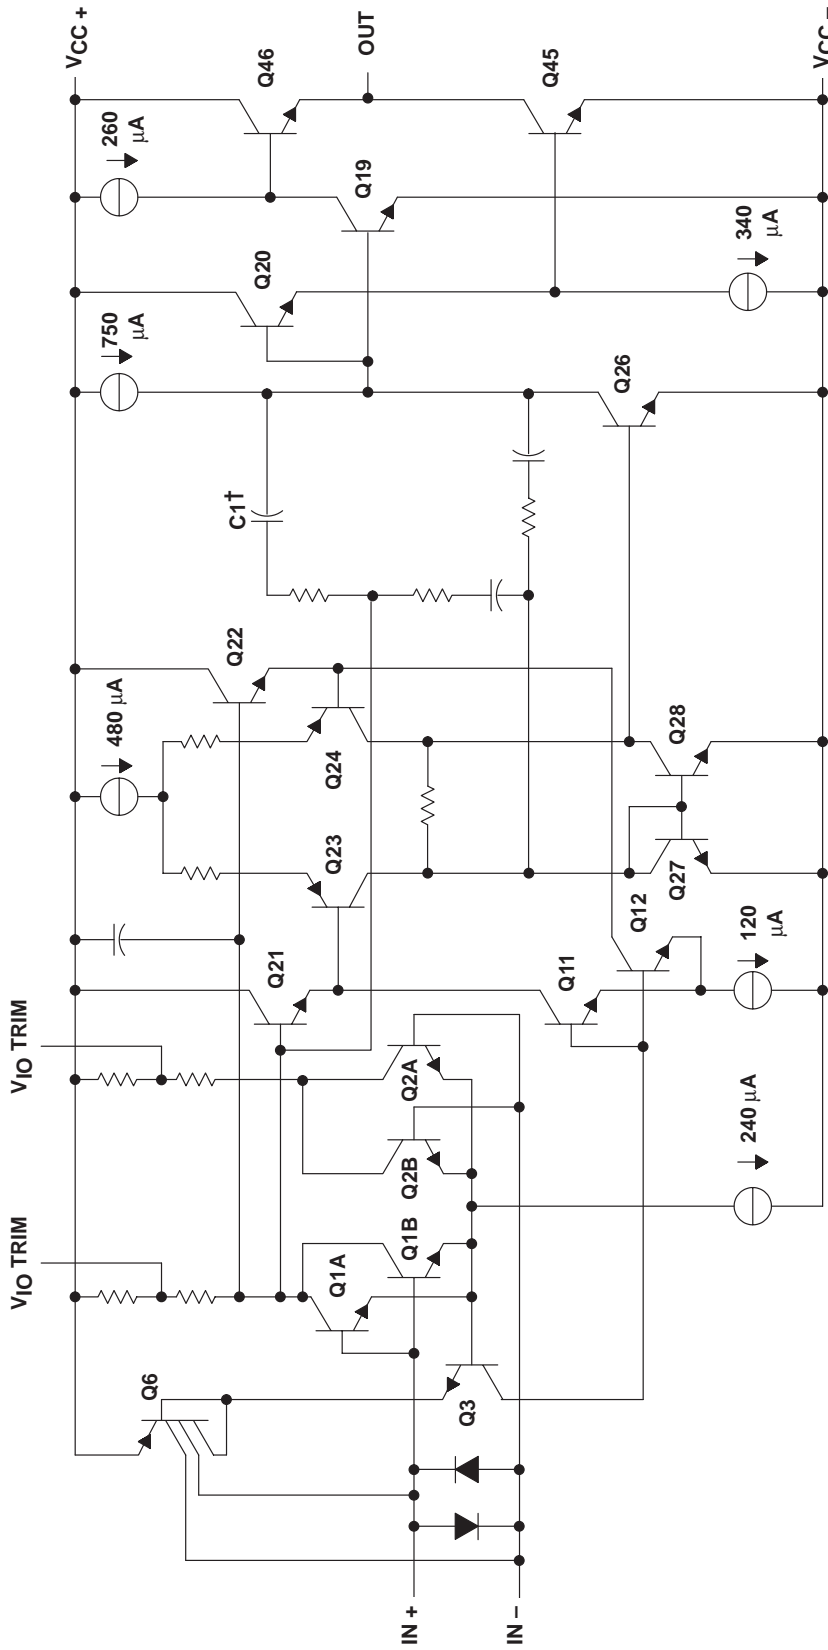 VIO TRIM
VIO TRIM
480 μA
750
μA
260
μA
VCC +
Q6
Q21
Q22
Q20
Q46
Q1A
Q1B
Q2B
Q2A
Q23
Q24
C1†
Q19
OUT
Q3
Q11
Q12
Q27
Q28
Q26
Q45
IN +
IN −
240 μA
120
μA
340
μA
VCC −